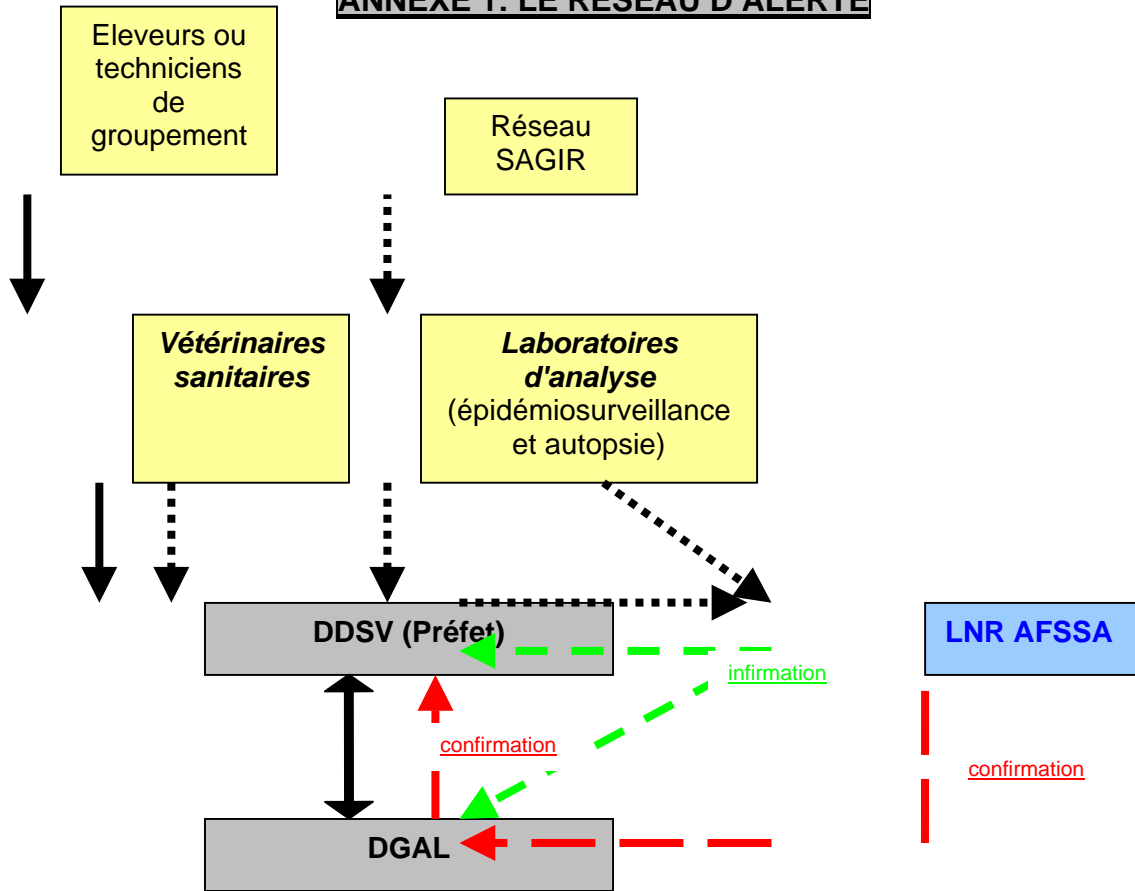 ANNEXE 1: LE RESEAU D'ALERTE
Eleveurs ou
techniciens
de
groupement
Réseau
SAGIR
Vétérinaires
sanitaires
Laboratoires
d'analyse
(épidémiosurveillance
et autopsie)
DDSV (Préfet)
LNR AFSSA
infirmation
confirmation
confirmation
DGAL